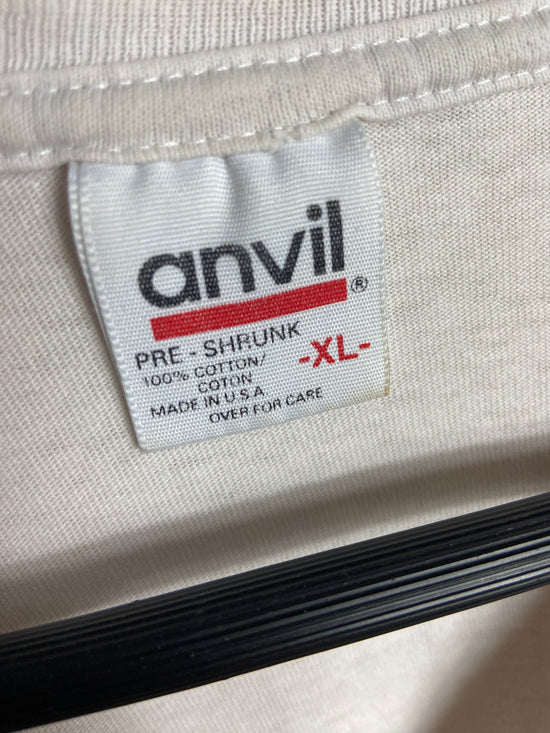 anvil®
PRE - SHRUNK
-XL-
100% COTTON/
COTON
MADE IN U.S.A
OVER FOR CARE